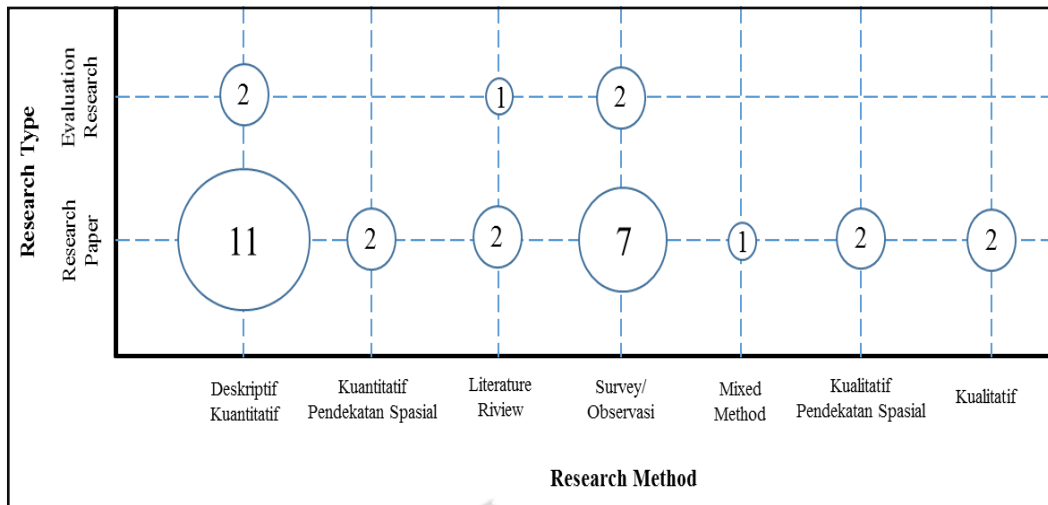 Research Type
Evaluation
Research
2
1
2
Research
Paper
11
2
2
7
1
2
2
Deskriptif
Kuantitatif
Kuantitatif
Pendekatan Spasial
Literature
Riview
Survey/
Observasi
Mixed
Method
Kualitatif
Pendekatan Spasial
Kualitatif
Research Method